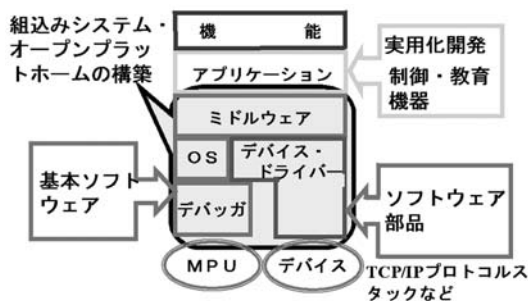 組込みシステム・
オープンプラッ
トホームの構築
機 能
アプリケーション
ミドルウェア
OS
デバイス・
ドライバー
デバッガ
MPU
デバイス
基本ソフト
ウェア
実用化開発
制御・教育
機器
ソフトウェア
部品
TCP/IPプロトコルス
タックなど